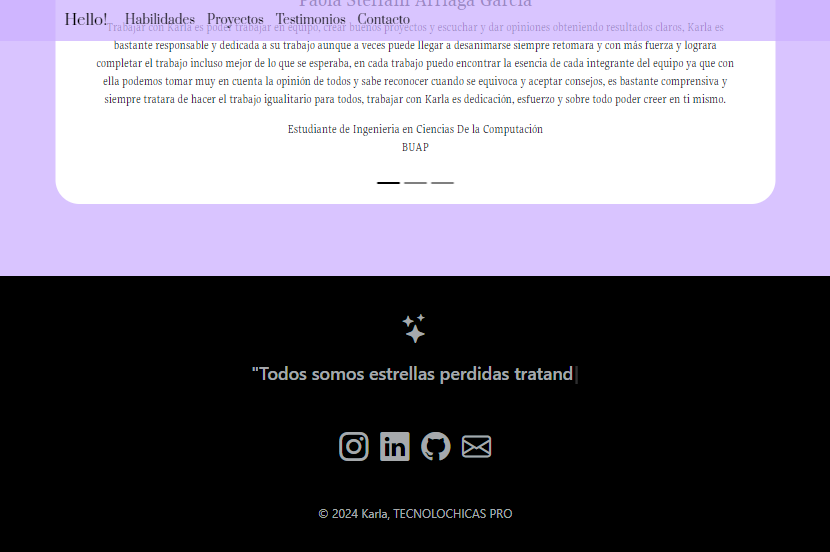 Paola Steffani Arriaga García
Hello! Habilidades Proyectos Testimonios Contacto
Trabajar con Karla es poder trabajar en equipo, crear buenos proyectos y escuchar y dar opiniones obteniendo resultados claros, Karla es
bastante responsable y dedicada a su trabajo aunque a veces puede llegar a desanimarse siempre retomara y con más fuerza y lograra
completar el trabajo incluso mejor de lo que se esperaba, en cada trabajo puedo encontrar la esencia de cada integrante del equipo ya que con
ella podemos tomar muy en cuenta la opinión de todos y sabe reconocer cuando se equivoca y aceptar consejos, es bastante comprensiva y
siempre tratara de hacer el trabajo igualitario para todos, trabajar con Karla es dedicación, esfuerzo y sobre todo poder creer en ti mismo.
Estudiante de Ingenieria en Ciencias De la Computación
BUAP
"Todos somos estrellas perdidas tratand
in
© 2024 Karla, TECNOLOCHICAS PRO